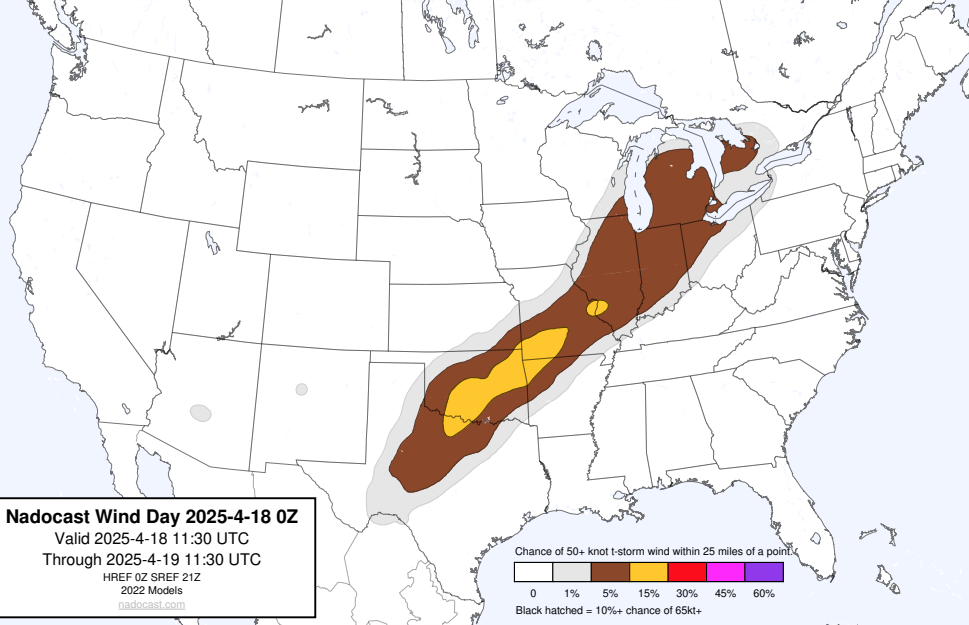 Nadocast Wind Day 2025-4-18 0Z
Valid 2025-4-18 11:30 UTC
Through 2025-4-19 11:30 UTC
HREF 0Z SREF 21Z
2022 Models
nadocast.com
Chance of 50+ knot t-storm wind within 25 miles of a point.
0 1% 5% 15% 30% 45% 60%
Black hatched = 10%+ chance of 65kt+